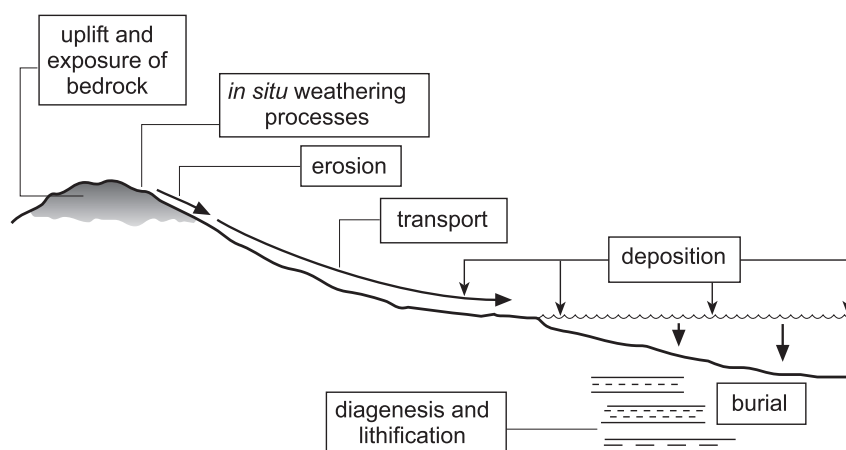 uplift and
exposure of
bedrock
in situ weathering
processes
erosion
transport
deposition
burial
diagenesis and
lithification